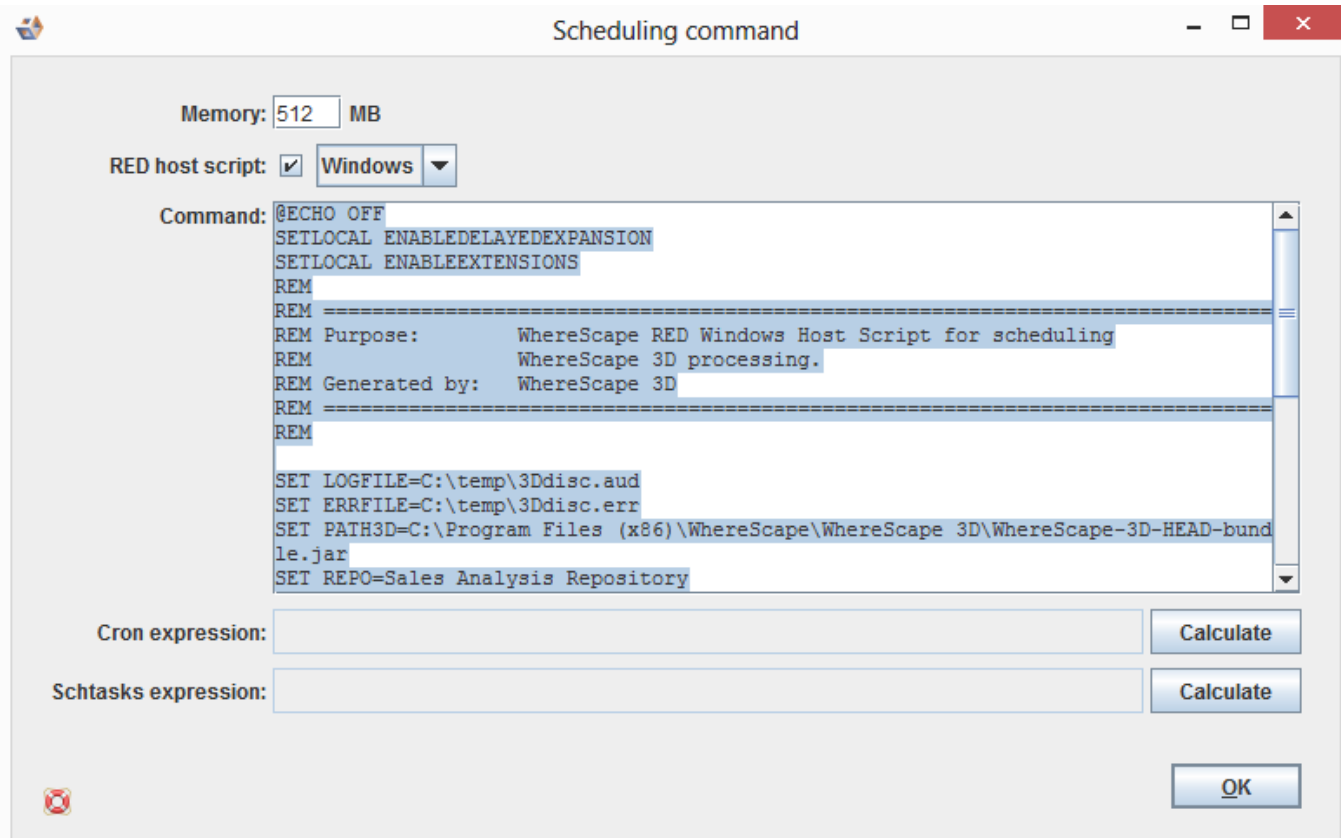 Scheduling command
Memory: 512 MB
RED host script: Windows
Command: @ECHO OFF
SETLOCAL ENABLEDELAYEDEXPANSION
SETLOCAL ENABLEEXTENSIONS
REM
REM ==============================================================================
REM Purpose:        WhereScape RED Windows Host Script for scheduling
REM                 WhereScape 3D processing.
REM Generated by:   WhereScape 3D
REM ==============================================================================
REM
SET LOGFILE=C:\temp\3Ddisc.aud
SET ERRFILE=C:\temp\3Ddisc.err
SET PATH3D=C:\Program Files (x86)\WhereScape\WhereScape 3D\WhereScape-3D-HEAD-bund
le.jar
SET REPO=Sales Analysis Repository
Cron expression: Calculate
Schtasks expression: Calculate
OK